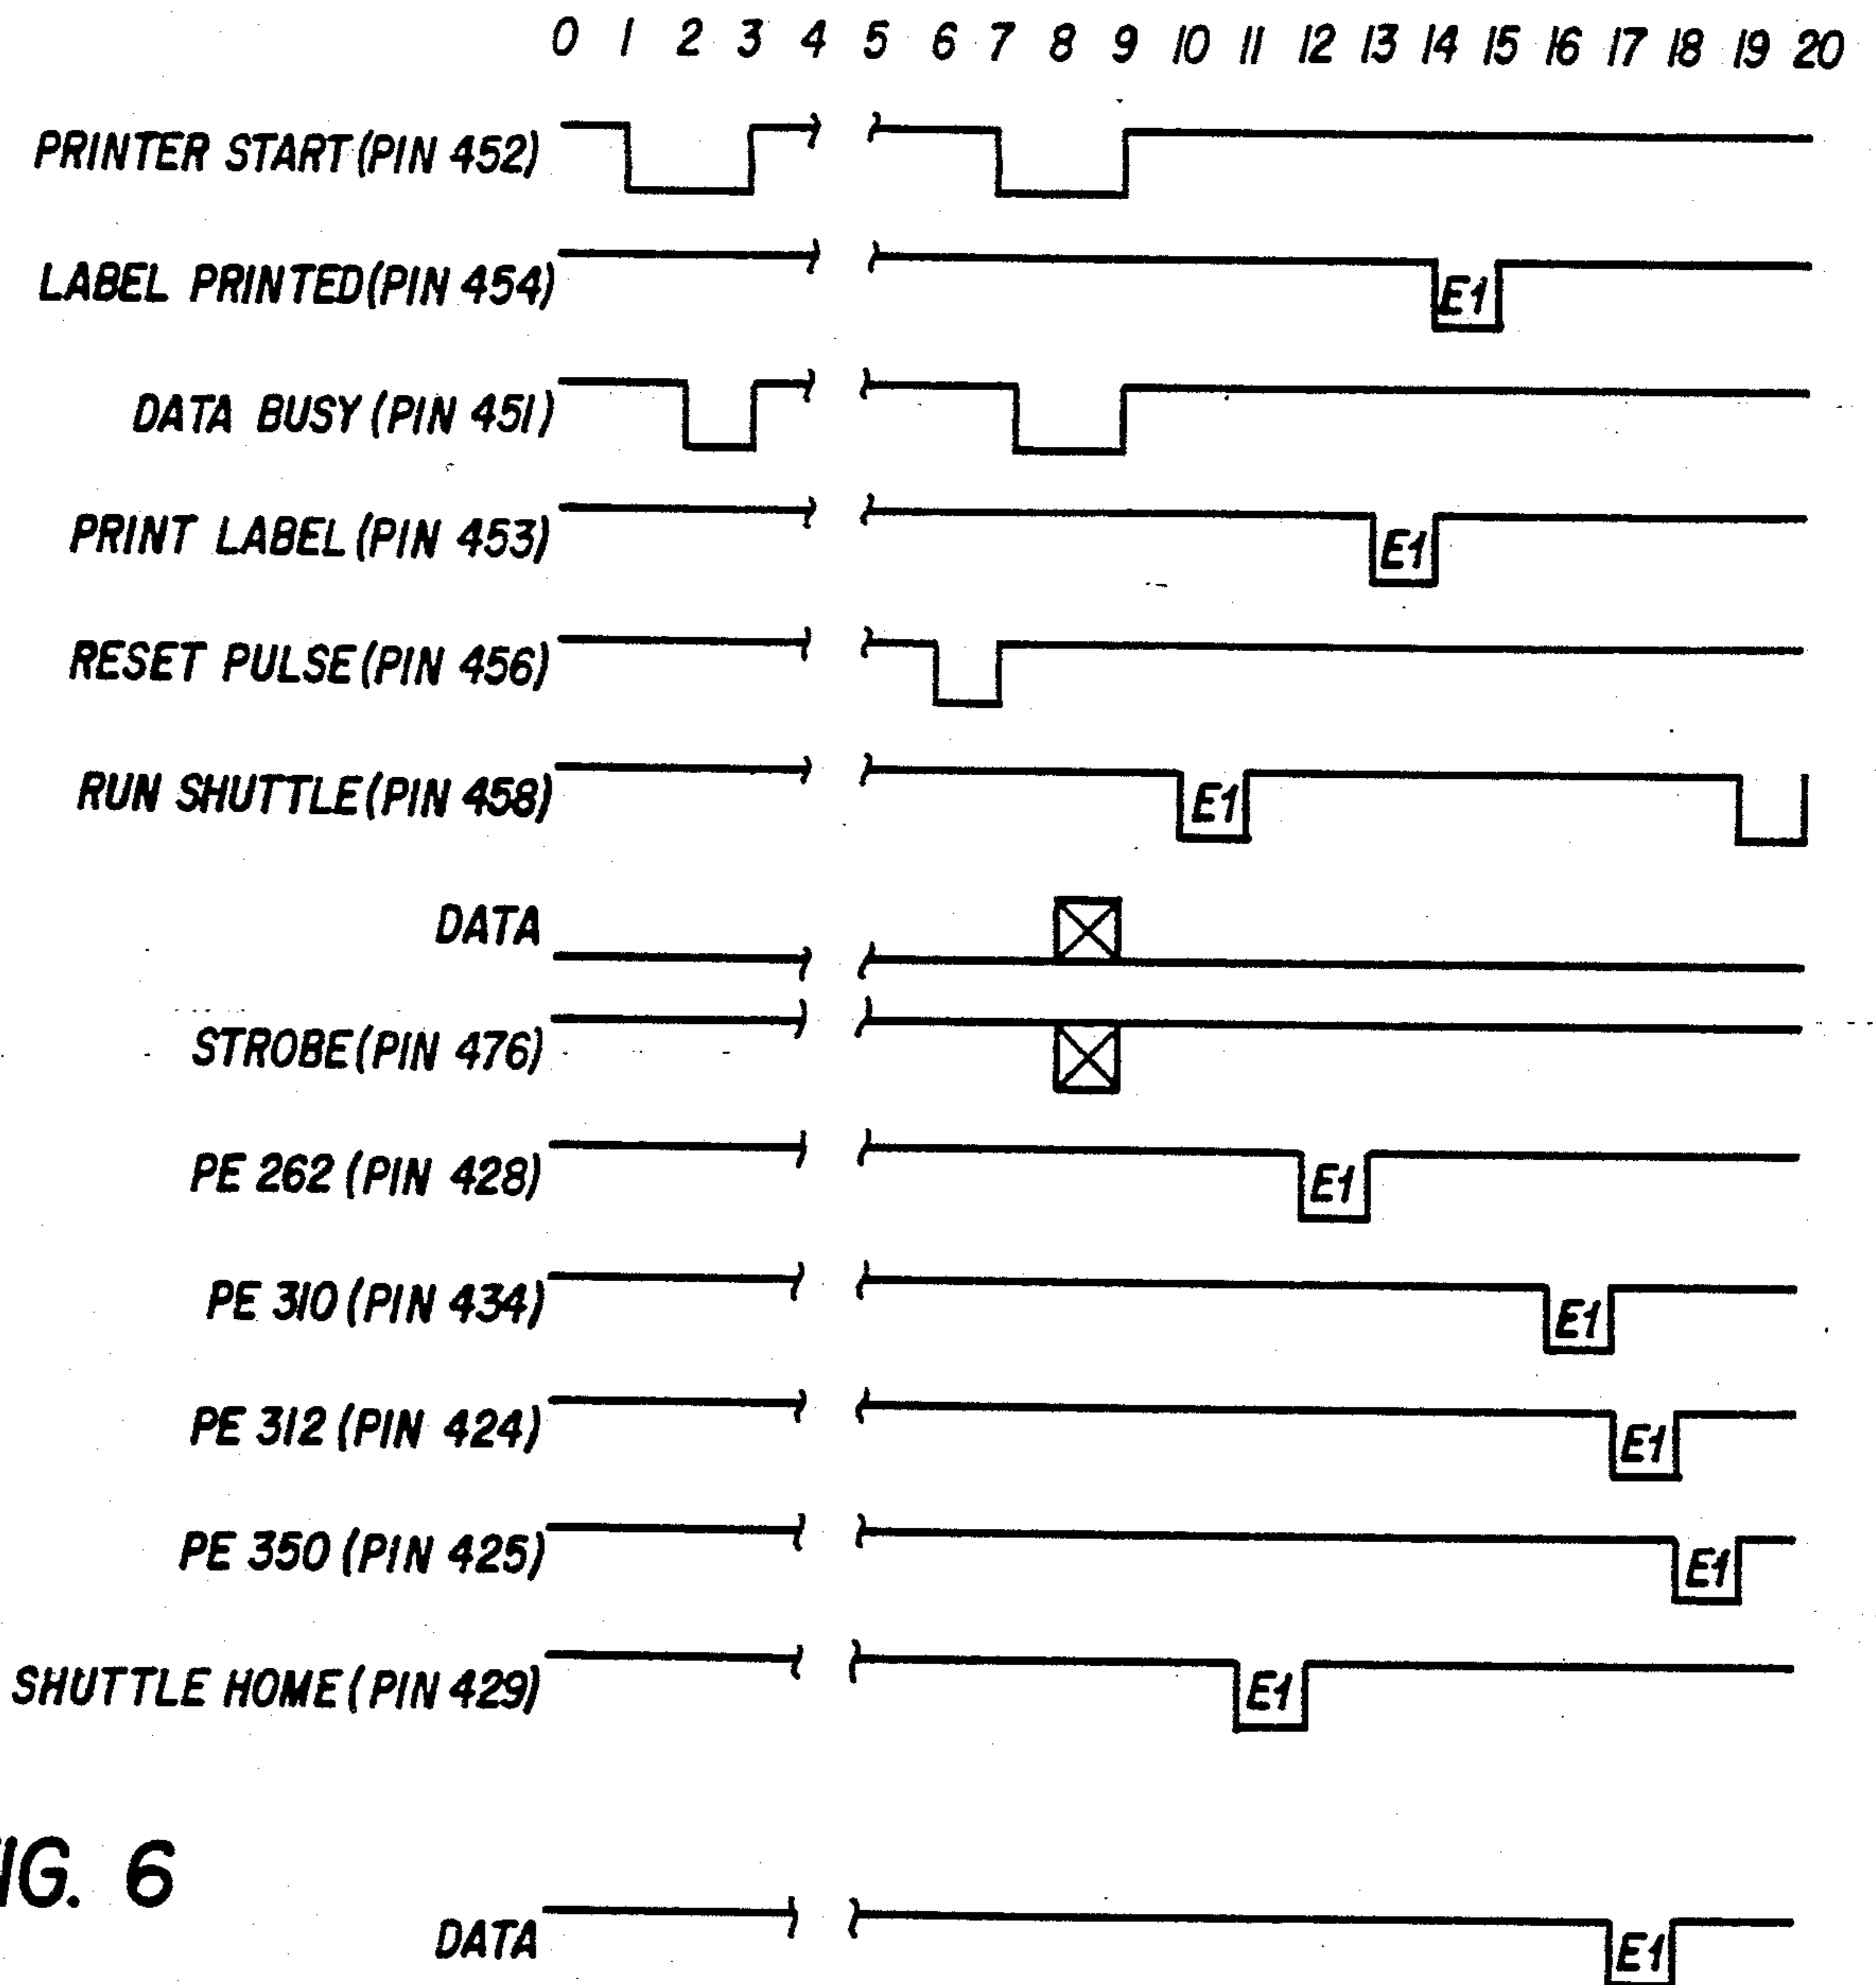 0 1 2 3 4 5 6 7 8 9 10 11 12 13 14 15 16 17 18 19 20
PRINTER START (PIN 452)
LABEL PRINTED (PIN 454) E1
DATA BUSY (PIN 451)
PRINT LABEL (PIN 453) E1
RESET PULSE (PIN 456)
RUN SHUTTLE (PIN 458) E1
DATA
STROBE (PIN 476)
PE 262 (PIN 428) E1
PE 310 (PIN 434) E1
PE 312 (PIN 424) E1
PE 350 (PIN 425) E1
SHUTTLE HOME (PIN 429) E1
IG. 6
DATA E1